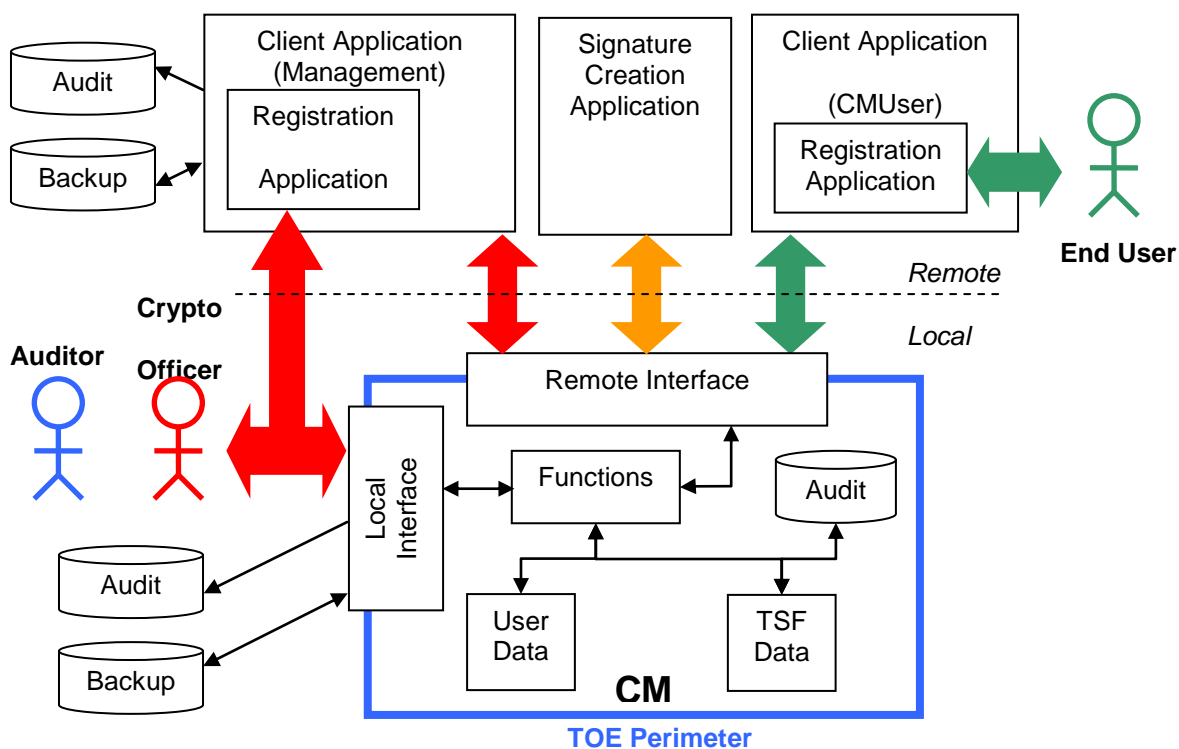 Audit
Backup
Client Application
(Management)
Registration
Application
Signature
Creation
Application
Client Application
(CMUser)
Registration
Application
End User
Remote
Local
Crypto
Officer
Auditor
Remote Interface
Local
Interface
Functions
Audit
User
Data
TSF
Data
Audit
Backup
CM
TOE Perimeter